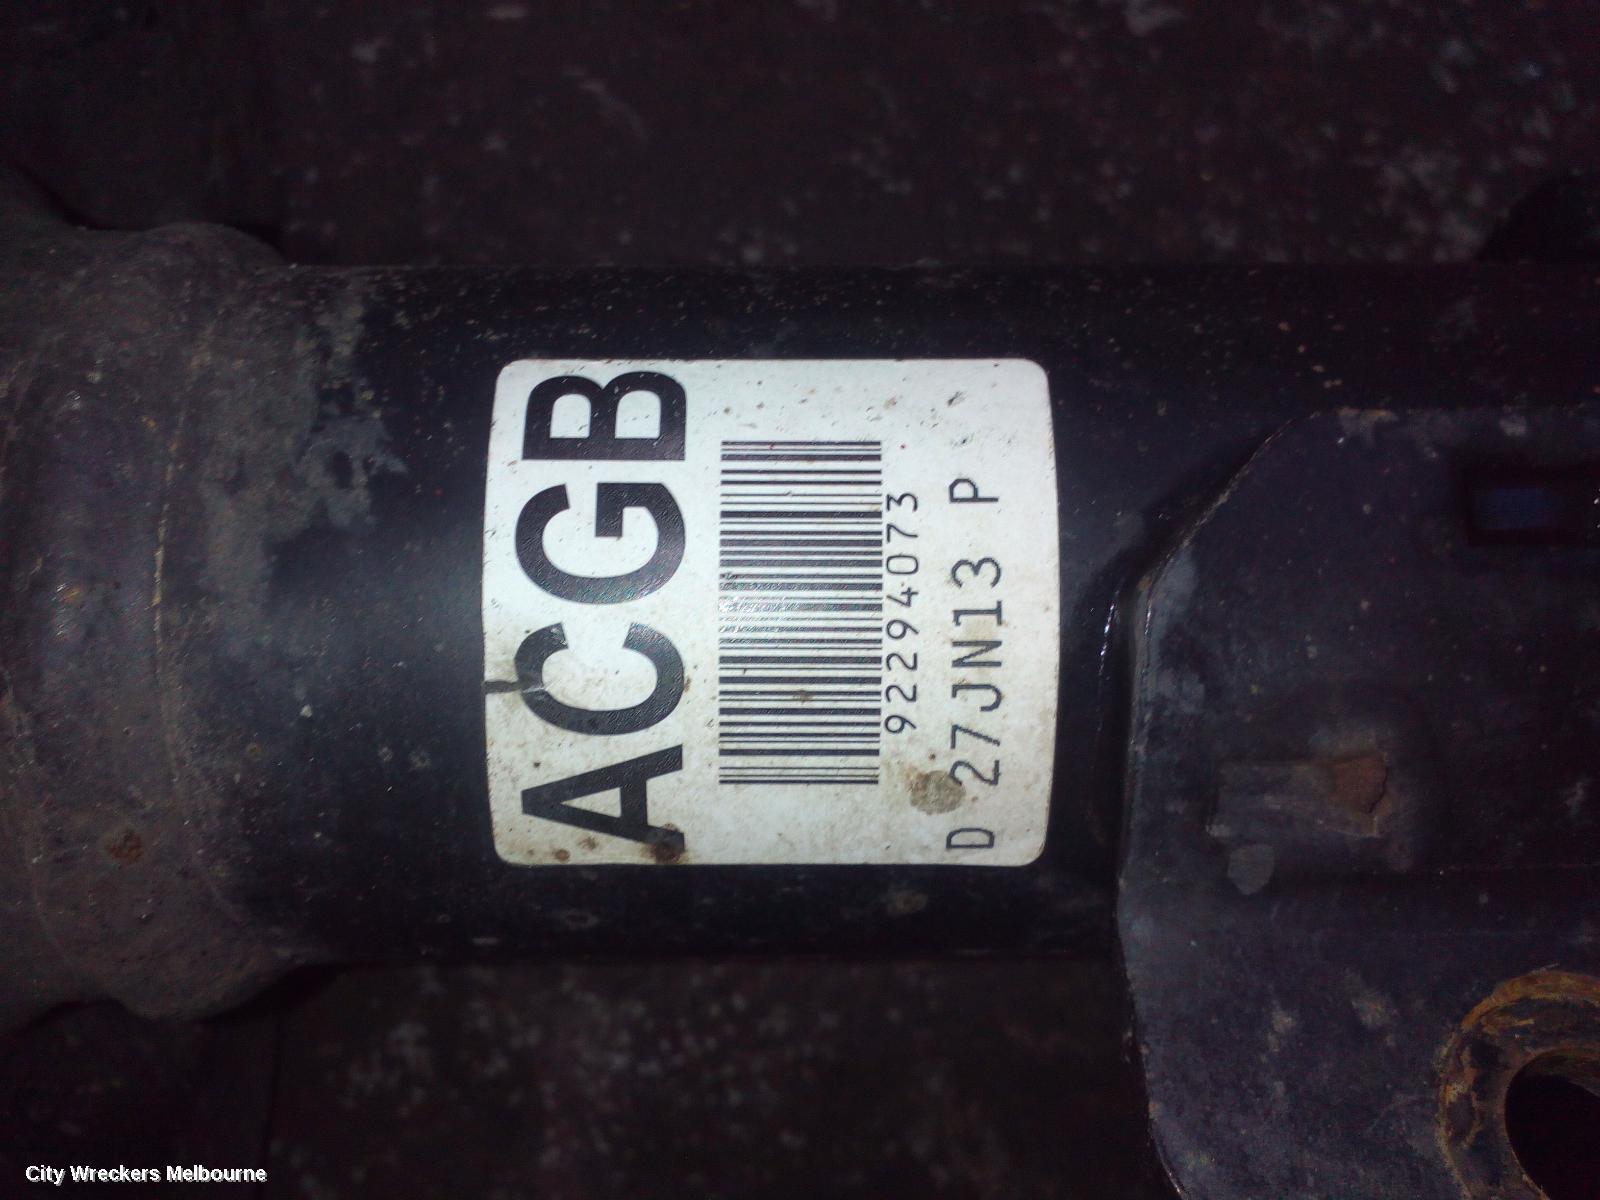 ACGB
92294073
D 27JN13 P
City Wreckers Melbourne